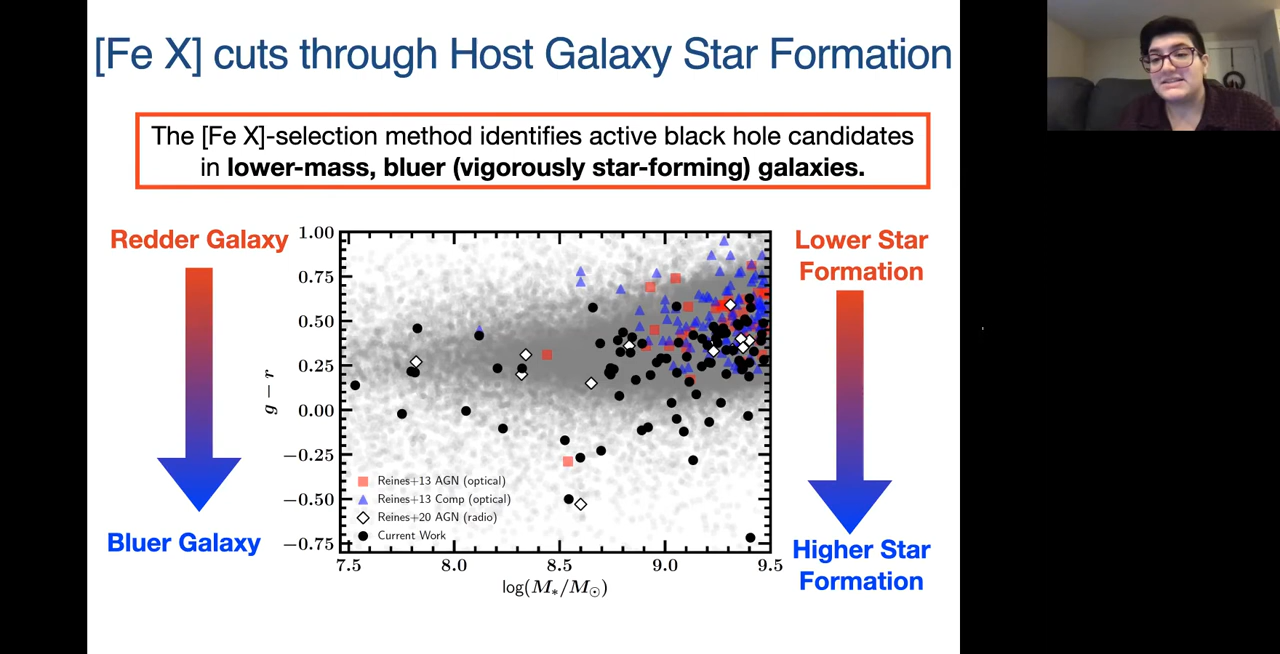 [Fe X] cuts through Host Galaxy Star Formation
The [Fe X]-selection method identifies active black hole candidates
in lower-mass, bluer (vigorously star-forming) galaxies.
Redder Galaxy
Bluer Galaxy
1.00
0.75
0.50
0.25
0.00
−0.25
−0.50
−0.75
g − r
Reines+13 AGN (optical)
Reines+13 Comp (optical)
Reines+20 AGN (radio)
Current Work
7.5 8.0 8.5 9.0 9.5
log(M*/M☉)
Lower Star
Formation
Higher Star
Formation